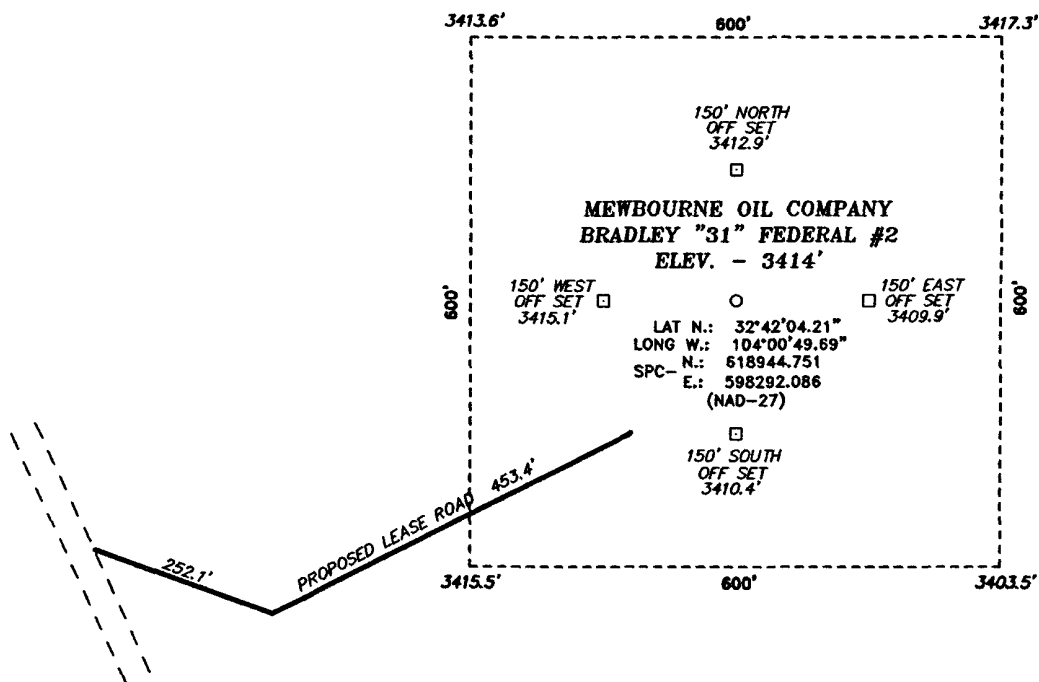 3413.6'
600'
3417.3'
150' NORTH
OFF SET
3412.9'
MEWBOURNE OIL COMPANY
BRADLEY "31" FEDERAL #2
ELEV. - 3414'
600'
150' WEST
OFF SET
3415.1'
150' EAST
OFF SET
3409.9'
600'
LAT N.: 32°42'04.21"
LONG W.: 104°00'49.69"
SPC- N.: 618944.751
E.: 598292.086
(NAD-27)
150' SOUTH
OFF SET
3410.4'
PROPOSED LEASE ROAD 453.4'
252.1'
3415.5'
600'
3403.5'